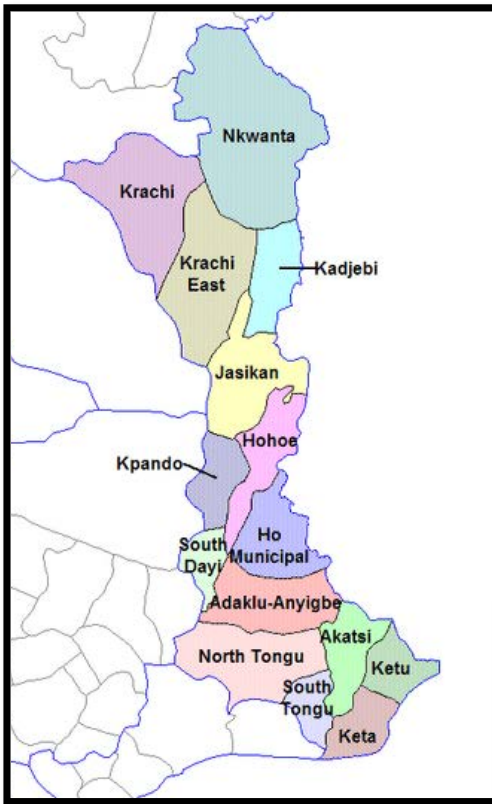 Nkwanta
Krachi
Krachi
East
Kadjebi
Jasikan
Hohoe
Kpando
Ho
Municipal
South
Dayi
Adaklu-Anyigbe
Akatsi
North Tongu
Ketu
South
Tongu
Keta